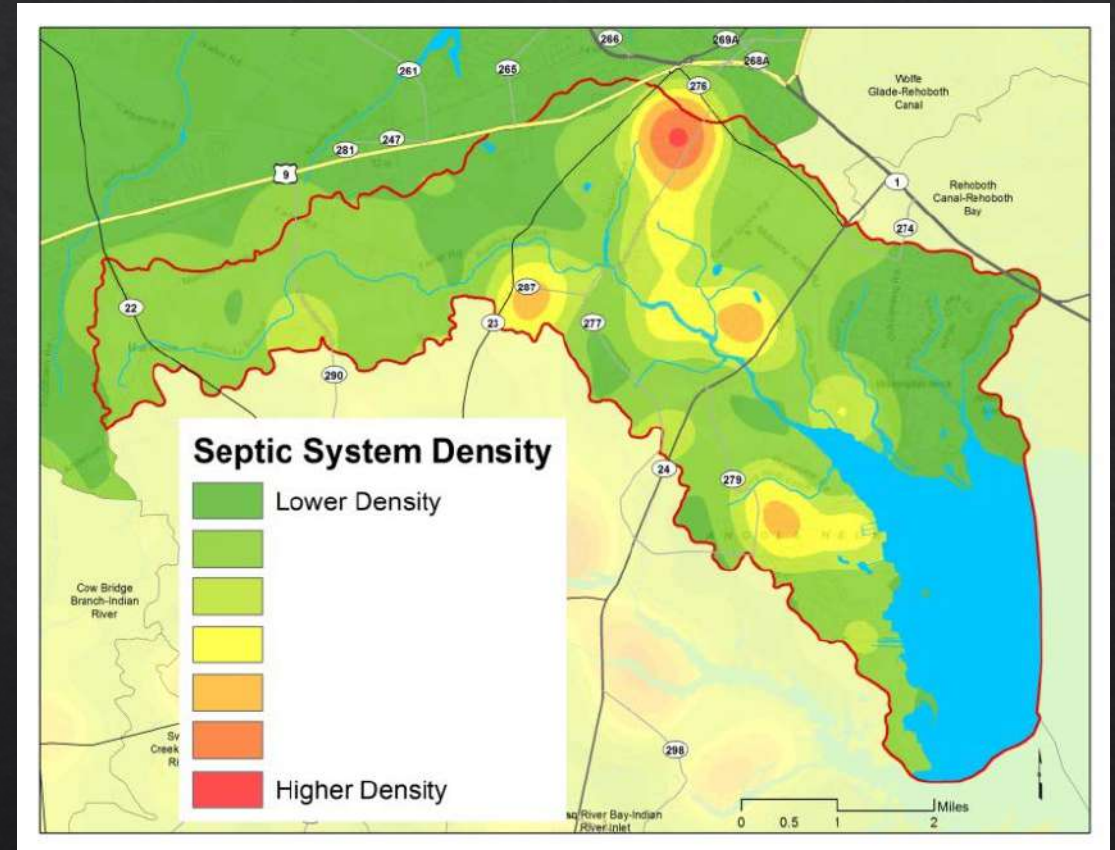 266
269A
268A
261
265
276
Wolfe
Glade-Rehoboth
Canal
247
281
9
1
Rehoboth
Canal-Rehoboth
Bay
274
287
22
23
277
290
Septic System Density
Lower Density
24
279
Cow Bridge
Branch-Indian
River
Creek
298
Higher Density
River Bay-Indian
River Inlet
Miles
0 0.5 1 2